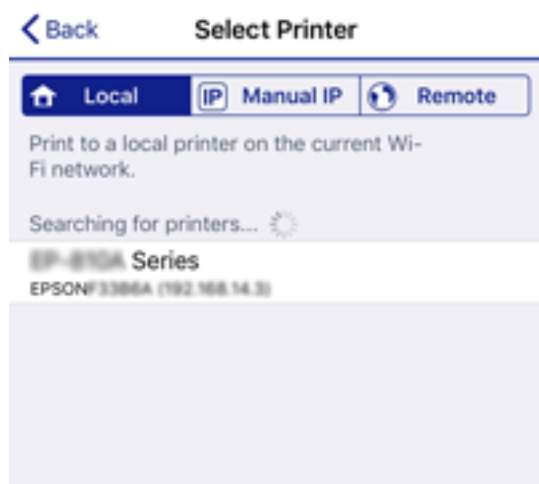 Back
Select Printer
Local
IP Manual IP
Remote
Print to a local printer on the current Wi-
Fi network.
Searching for printers...
Series
EPSON